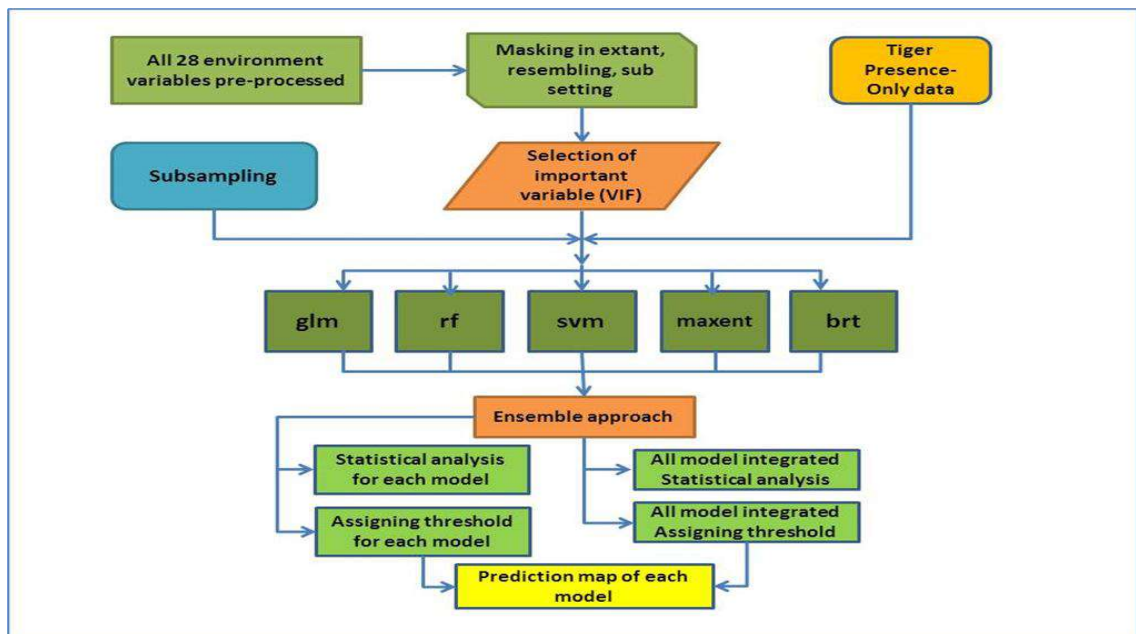 All 28 environment
variables pre-processed
Masking in extant,
resembling, sub
setting
Tiger
Presence-
Only data
Subsampling
Selection of
important
variable (VIF)
glm
rf
svm
maxent
brt
Ensemble approach
Statistical analysis
for each model
All model integrated
Statistical analysis
Assigning threshold
for each model
All model integrated
Assigning threshold
Prediction map of each
model